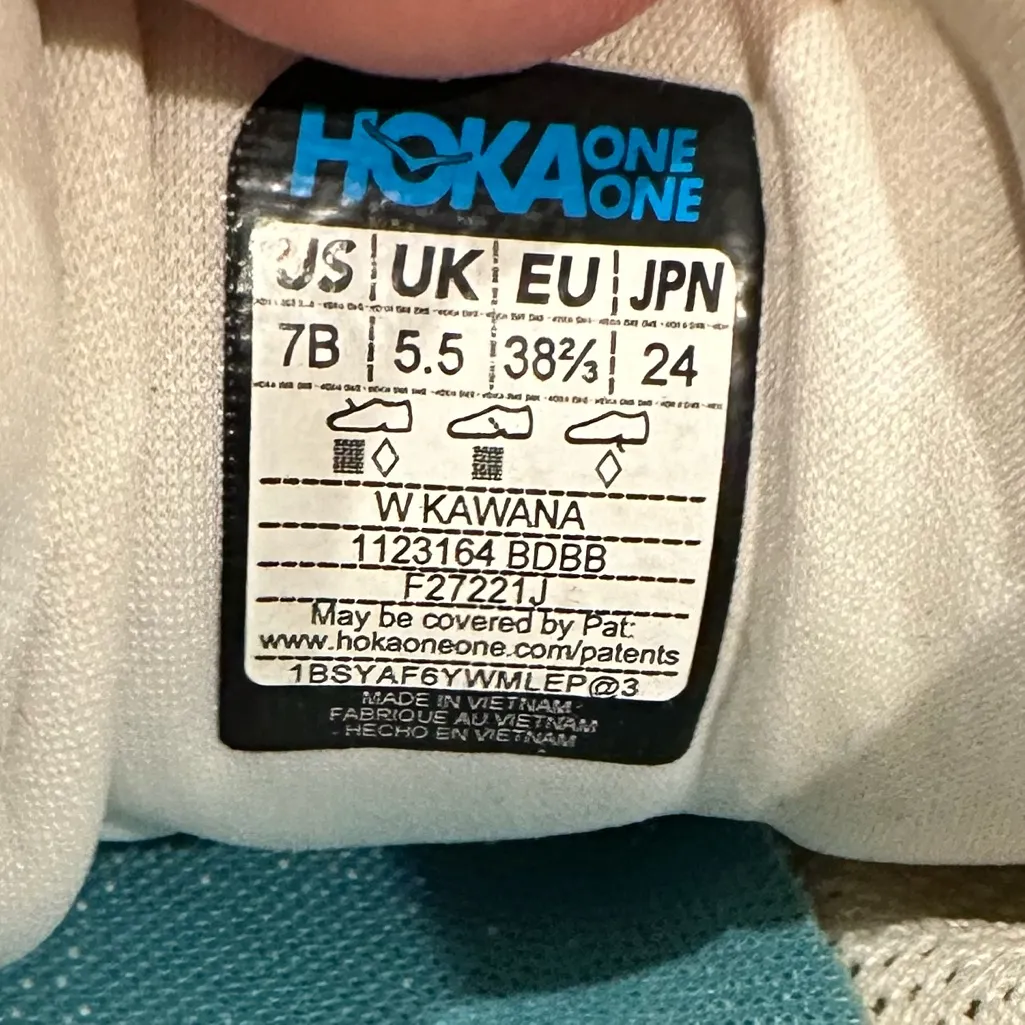 HOKA ONE ONE
US UK EU JPN
7B 5.5 38⅔ 24
W KAWANA
1123164 BDBB
F27221J
May be covered by Pat:
www.hokaoneone.com/patents
1BSYAF6YWMLEP@3
MADE IN VIETNAM
FABRIQUE AU VIETNAM
HECHO EN VIETNAM